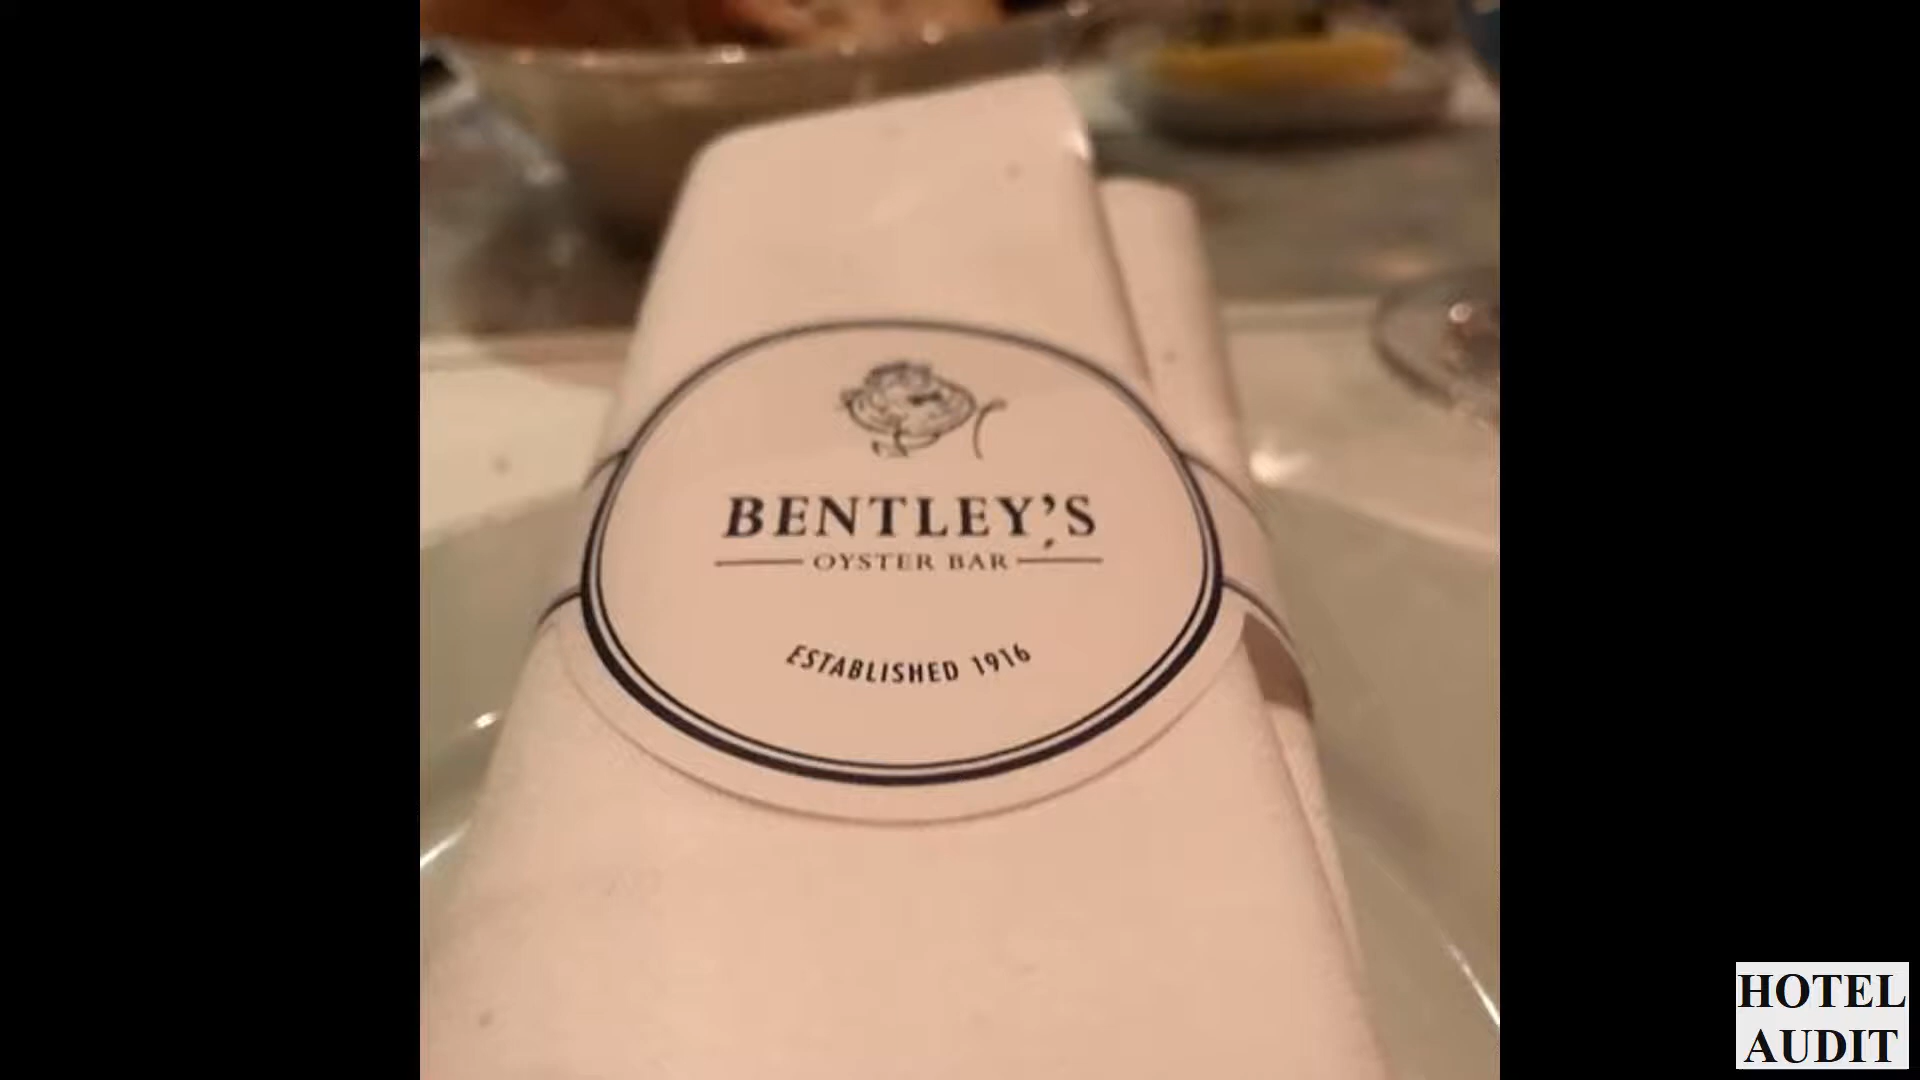 BENTLEY'S
OYSTER BAR
ESTABLISHED 1916
HOTEL
AUDIT